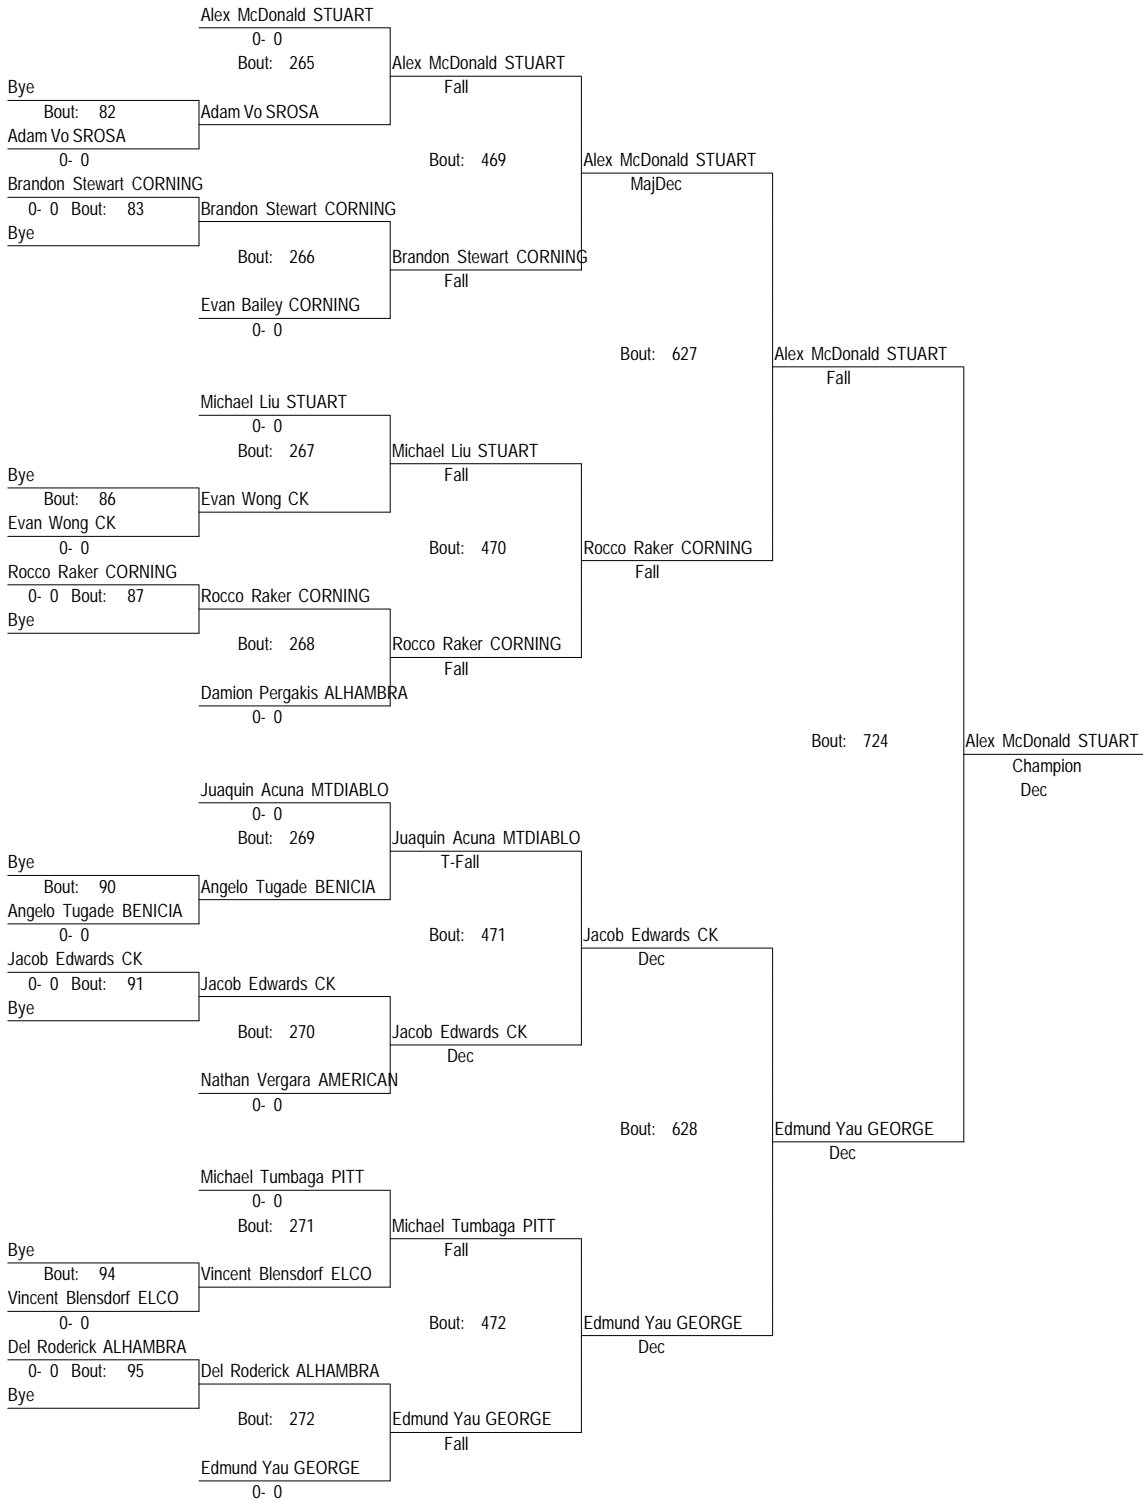 Alex McDonald STUART
0- 0
Bout: 265
Alex McDonald STUART
Fall
Bye
Bout: 82
Adam Vo SROSA
Adam Vo SROSA
0- 0
Bout: 469
Alex McDonald STUART
MajDec
Brandon Stewart CORNING
0- 0 Bout: 83
Brandon Stewart CORNING
Bye
Bout: 266
Brandon Stewart CORNING
Fall
Evan Bailey CORNING
0- 0
Bout: 627
Alex McDonald STUART
Fall
Michael Liu STUART
0- 0
Bout: 267
Michael Liu STUART
Fall
Bye
Bout: 86
Evan Wong CK
Evan Wong CK
0- 0
Bout: 470
Rocco Raker CORNING
Fall
Rocco Raker CORNING
0- 0 Bout: 87
Rocco Raker CORNING
Bye
Bout: 268
Rocco Raker CORNING
Fall
Damion Pergakis ALHAMBRA
0- 0
Bout: 724
Alex McDonald STUART
Champion
Dec
Juaquin Acuna MTDIABLO
0- 0
Bout: 269
Juaquin Acuna MTDIABLO
T-Fall
Bye
Bout: 90
Angelo Tugade BENICIA
Angelo Tugade BENICIA
0- 0
Bout: 471
Jacob Edwards CK
Dec
Jacob Edwards CK
0- 0 Bout: 91
Jacob Edwards CK
Bye
Bout: 270
Jacob Edwards CK
Dec
Nathan Vergara AMERICAN
0- 0
Bout: 628
Edmund Yau GEORGE
Dec
Michael Tumbaga PITT
0- 0
Bout: 271
Michael Tumbaga PITT
Fall
Bye
Bout: 94
Vincent Blensdorf ELCO
Vincent Blensdorf ELCO
0- 0
Bout: 472
Edmund Yau GEORGE
Dec
Del Roderick ALHAMBRA
0- 0 Bout: 95
Del Roderick ALHAMBRA
Bye
Bout: 272
Edmund Yau GEORGE
Fall
Edmund Yau GEORGE
0- 0